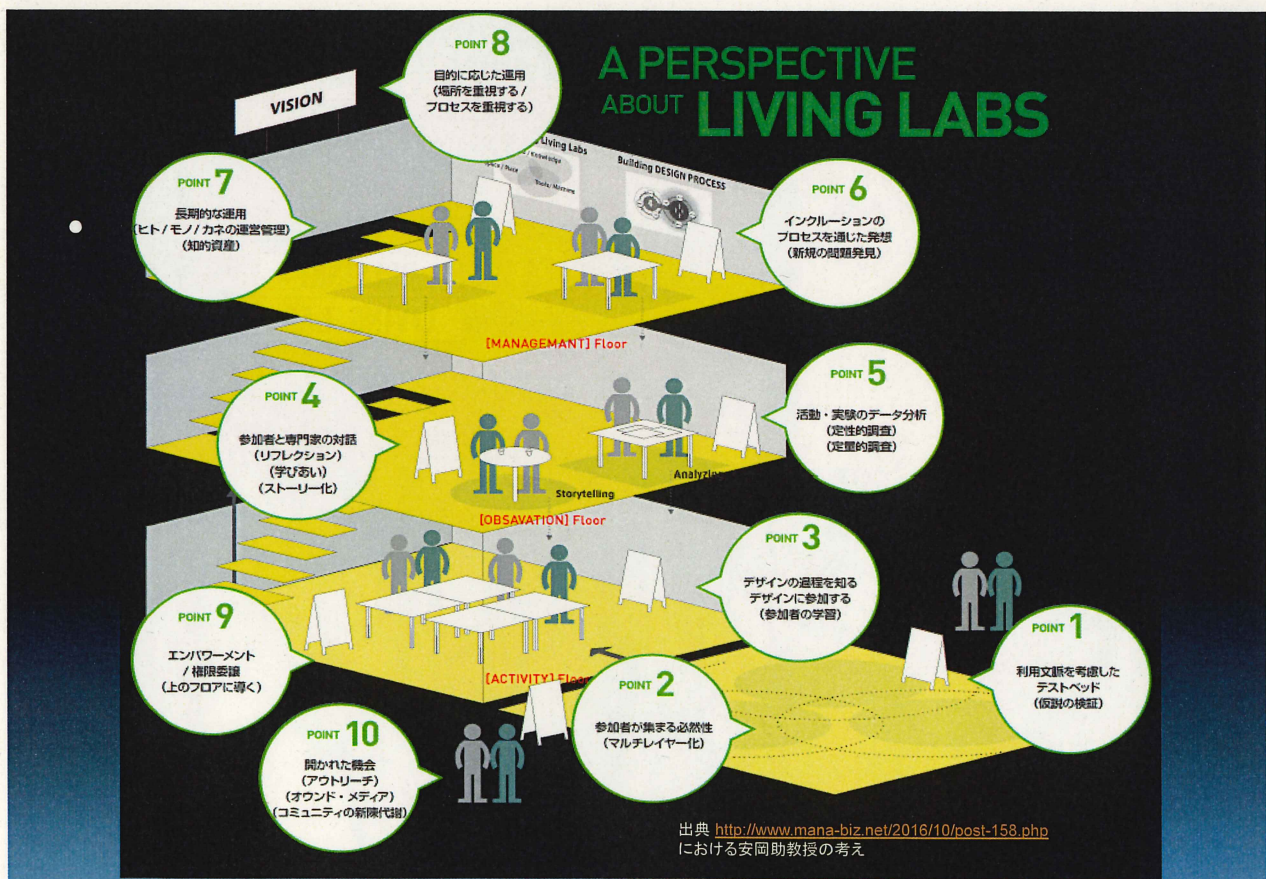 A PERSPECTIVE
ABOUT LIVING LABS
VISION
POINT 8
目的に応じた運用
(場所を重視する /
プロセスを重視する)
POINT 7
長期的な運用
(ヒト / モノ / カネの運営管理)
(知的資産)
Living Labs
/ Knowledge
Space / Place
Tools / Machine
Building DESIGN PROCESS
POINT 6
インクルーションの
プロセスを通じた発想
(新規の問題発見)
[MANAGEMANT] Floor
POINT 5
活動・実験のデータ分析
(定性的調査)
(定量的調査)
POINT 4
参加者と専門家の対話
(リフレクション)
(学びあい)
(ストーリー化)
Storytelling
Analyzing
[OBSAVATION] Floor
POINT 3
デザインの過程を知る
デザインに参加する
(参加者の学習)
POINT 9
エンパワーメント
/ 権限委譲
(上のフロアに導く)
[ACTIVITY] Floor
POINT 2
参加者が集まる必然性
(マルチレイヤー化)
POINT 1
利用文脈を考慮した
テストベッド
(仮説の検証)
POINT 10
開かれた機会
(アウトリーチ)
(オウンド・メディア)
(コミュニティの新陳代謝)
出典 http://www.mana-biz.net/2016/10/post-158.php
における安岡助教授の考え